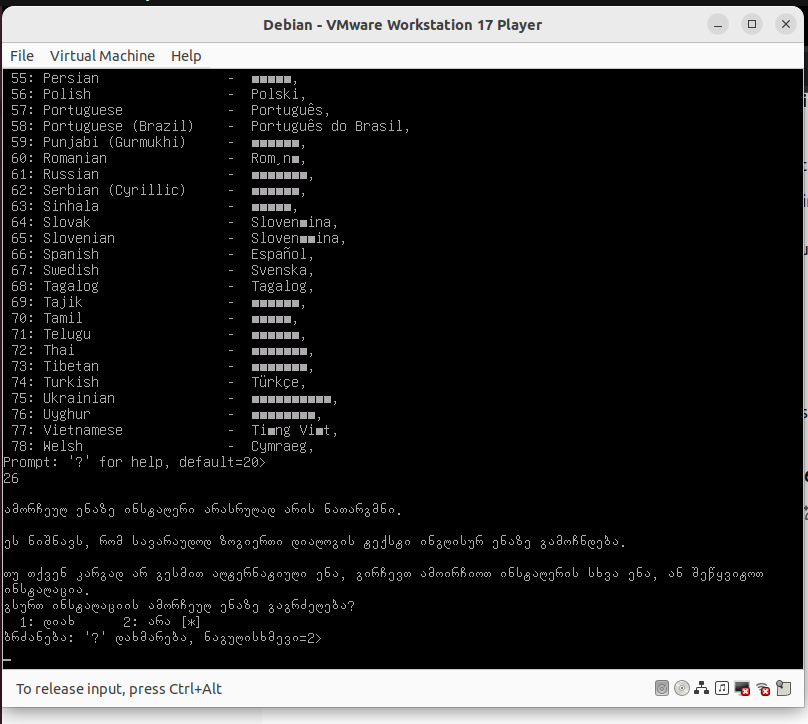 Debian - VMware Workstation 17 Player
File Virtual Machine Help
55: Persian - ■■■■■,
56: Polish - Polski,
57: Portuguese - Português,
58: Portuguese (Brazil) - Português do Brasil,
59: Punjabi (Gurmukhi) - ■■■■■■,
60: Romanian - Rom¸n■,
61: Russian - ■■■■■■■,
62: Serbian (Cyrillic) - ■■■■■■,
63: Sinhala - ■■■■■,
64: Slovak - Sloven■ina,
65: Slovenian - Sloven■■ina,
66: Spanish - Español,
67: Swedish - Svenska,
68: Tagalog - Tagalog,
69: Tajik - ■■■■■■,
70: Tamil - ■■■■■,
71: Telugu - ■■■■■■,
72: Thai - ■■■■■■■,
73: Tibetan - ■■■■■■■,
74: Turkish - Türkçe,
75: Ukrainian - ■■■■■■■■■■,
76: Uyghur - ■■■■■■■■,
77: Vietnamese - Ti■ng Vi■t,
78: Welsh - Cymraeg,
Prompt: '?' for help, default=20>
26
ამორჩეულ ენაზე ინსტალერი არასრულად არის ნათარგმნი.
ეს ნიშნავს, რომ სავარაუდოდ ზოგიერთი დიალოგის ტექსტი ინგლისურ ენაზე გამოჩნდება.
თუ თქვენ კარგად არ გესმით ალტერნატიული ენა, გირჩევთ ამოირჩიოთ ინსტალერის სხვა ენა, ან შეწყვიტოთ
ინსტალაცია.
გსურთ ინსტალაციის ამორჩეულ ენაზე გაგრძელება?
1: დიახ 2: არა [*]
ბრძანება: '?' დახმარება, ნაგულისხმევი=2>
To release input, press Ctrl+Alt